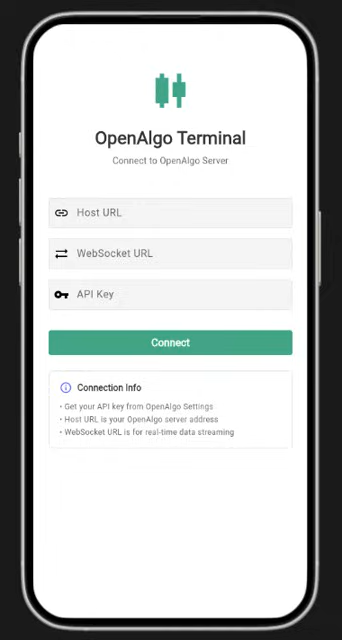 OpenAlgo Terminal
Connect to OpenAlgo Server
Host URL
WebSocket URL
API Key
Connect
Connection Info
• Get your API key from OpenAlgo Settings
• Host URL is your OpenAlgo server address
• WebSocket URL is for real-time data streaming